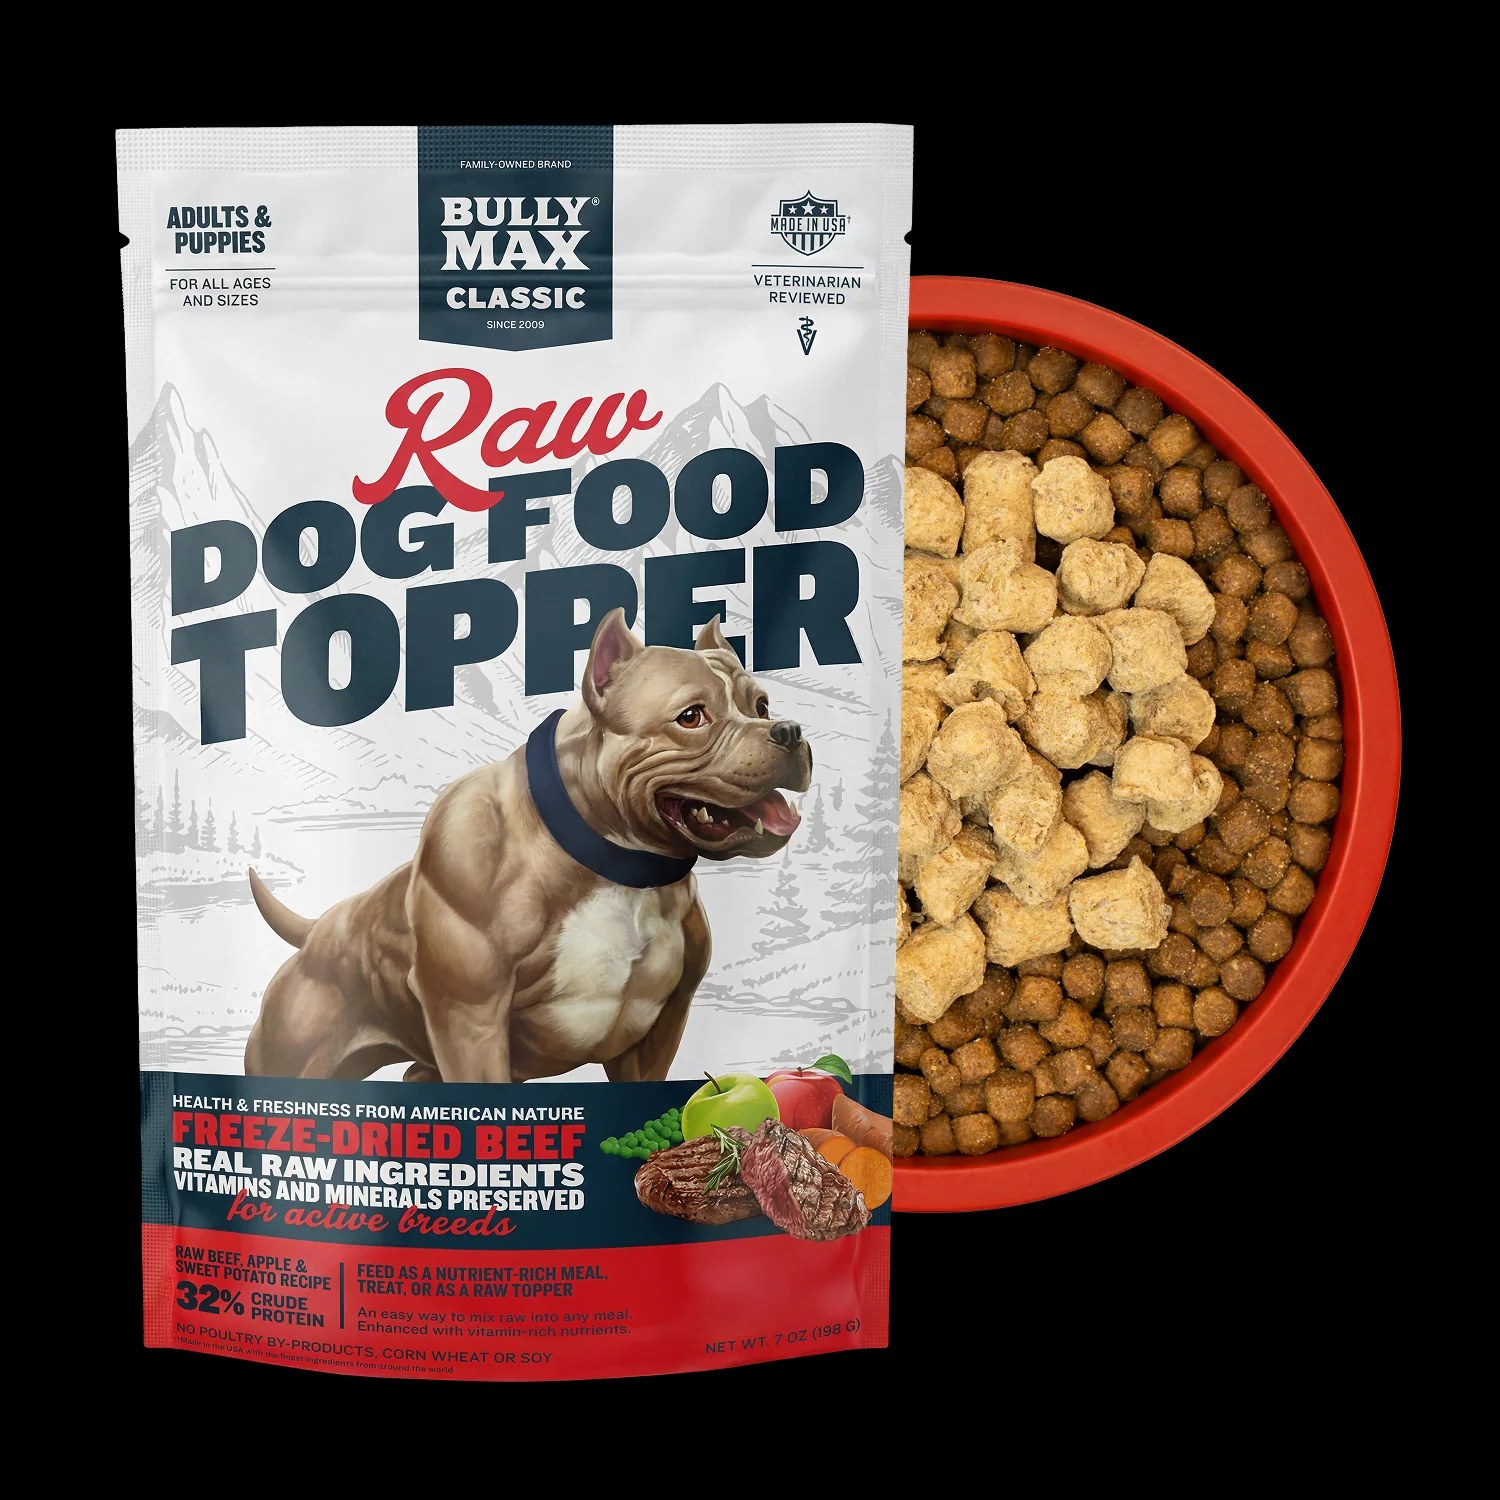 FAMILY-OWNED BRAND
BULLY®
MAX
CLASSIC
SINCE 2009
ADULTS &
PUPPIES
FOR ALL AGES
AND SIZES
MADE IN USA†
VETERINARIAN
REVIEWED
V
Raw
DOG FOOD
TOPPER
HEALTH & FRESHNESS FROM AMERICAN NATURE
FREEZE-DRIED BEEF
REAL RAW INGREDIENTS
VITAMINS AND MINERALS PRESERVED
for active breeds
RAW BEEF, APPLE &
SWEET POTATO RECIPE
32% CRUDE
PROTEIN
FEED AS A NUTRIENT-RICH MEAL,
TREAT, OR AS A RAW TOPPER
An easy way to mix raw into any meal.
Enhanced with vitamin-rich nutrients.
NO POULTRY BY-PRODUCTS, CORN WHEAT OR SOY
†Made in the USA with the finest ingredients from around the world
NET WT. 7 OZ (198 G)